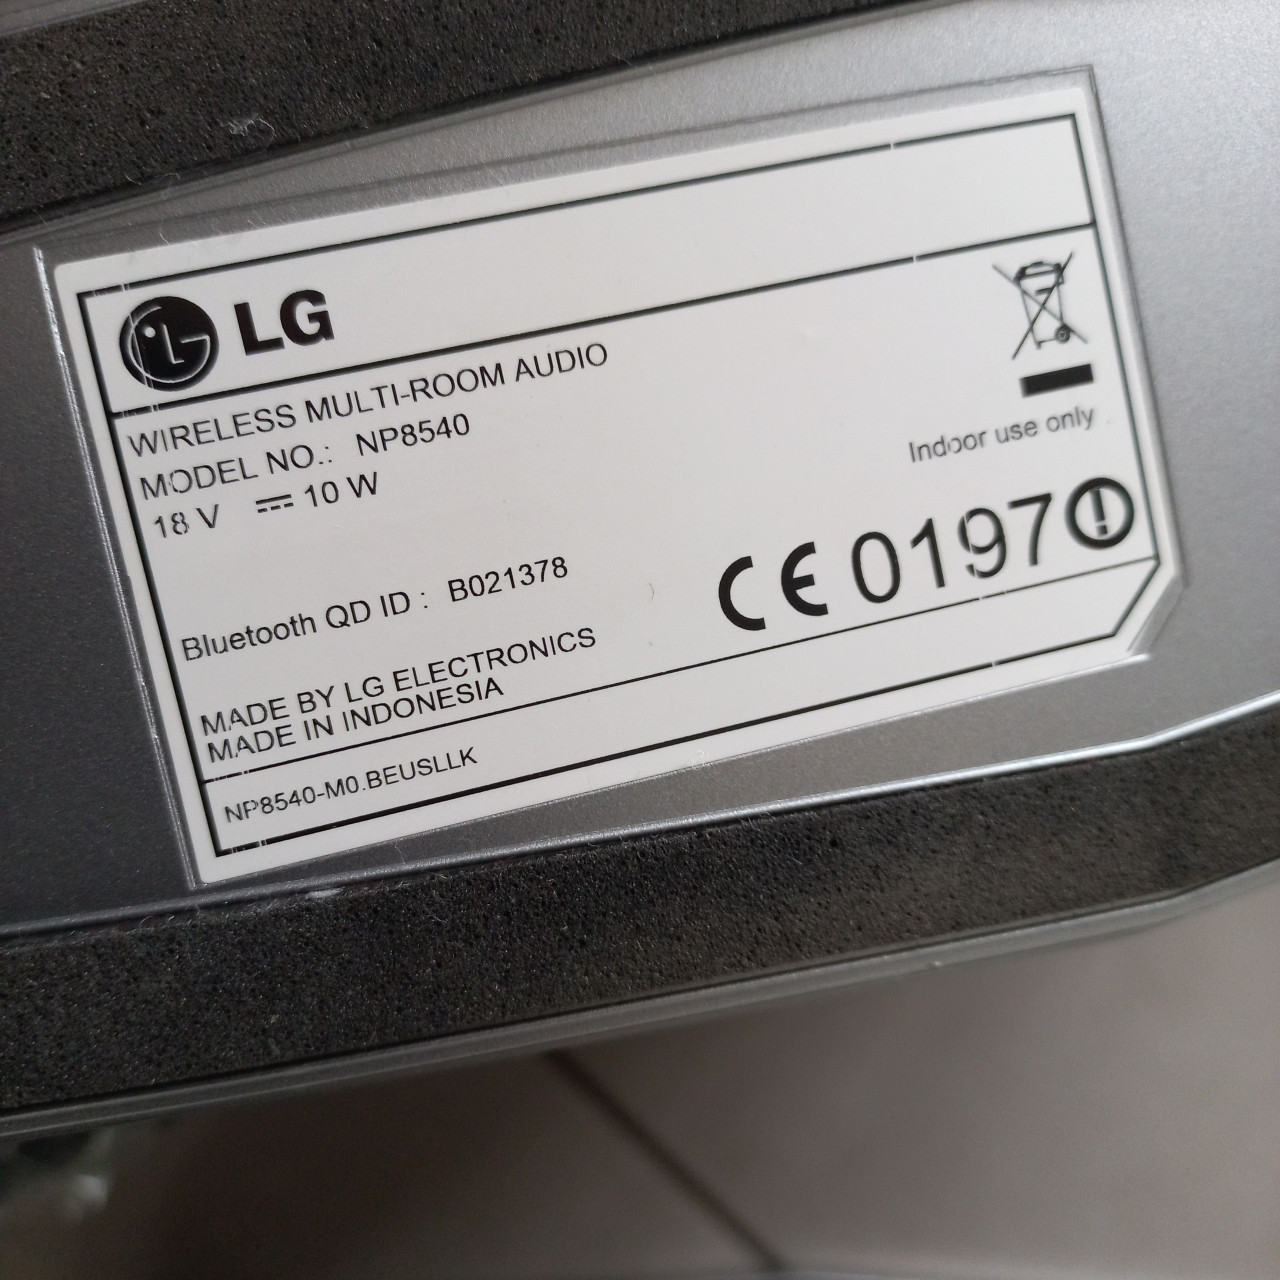 LG
WIRELESS MULTI-ROOM AUDIO
MODEL NO.: NP8540
18 V ⎓ 10 W
Indoor use only
Bluetooth QD ID : B021378
CE 0197
MADE BY LG ELECTRONICS
MADE IN INDONESIA
NP8540-M0.BEUSLLK